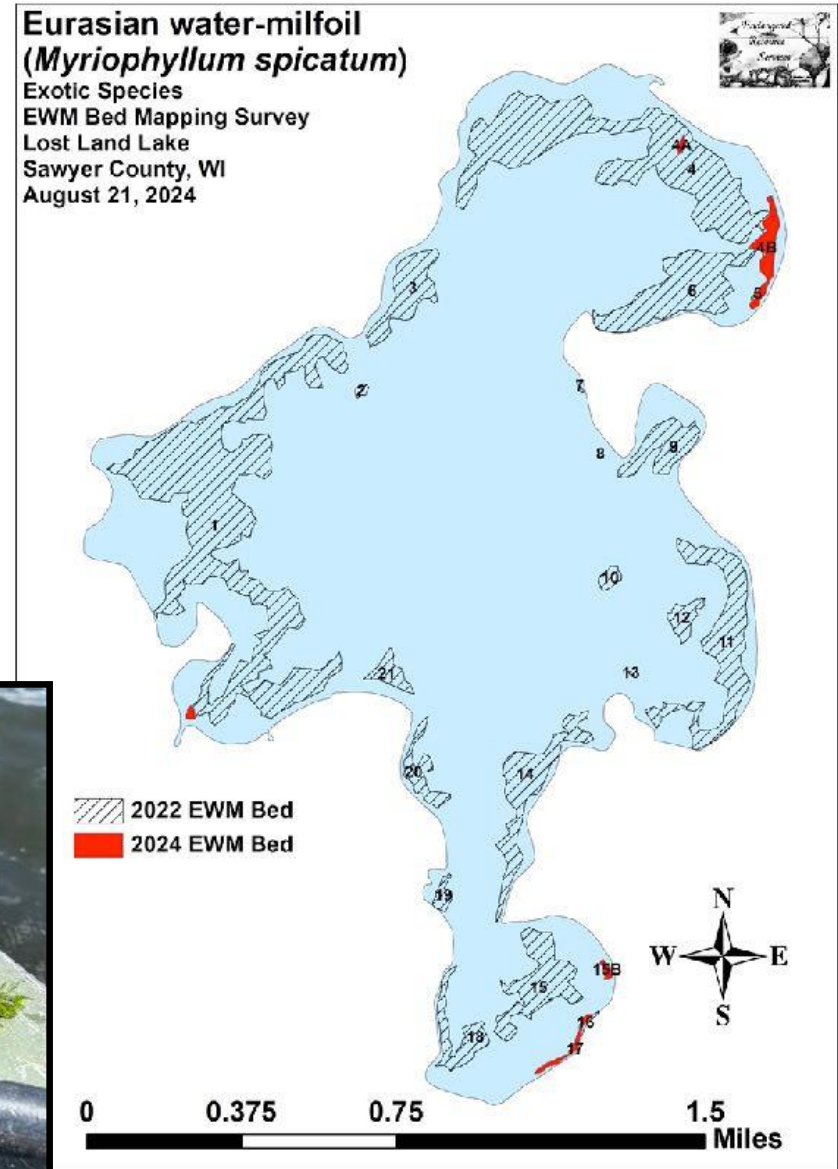 Eurasian water-milfoil
(Myriophyllum spicatum)
Exotic Species
EWM Bed Mapping Survey
Lost Land Lake
Sawyer County, WI
August 21, 2024
Endangered
Resource
Services
4A
4
4B
3
6
5
2
7
8
9
1
10
12
11
21
13
20
14
2022 EWM Bed
2024 EWM Bed
19
N
W
E
S
15B
15
16
18
17
0
0.375
0.75
1.5
Miles